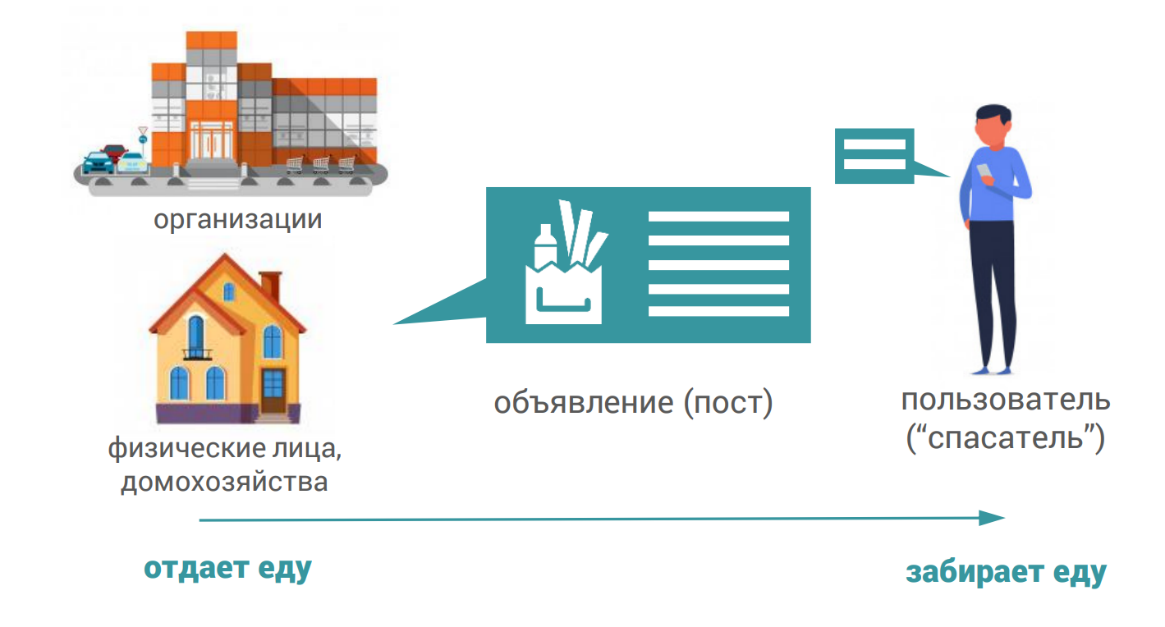 организации
физические лица,
домохозяйства
объявление (пост)
пользователь
(“спасатель”)
отдает еду
забирает еду